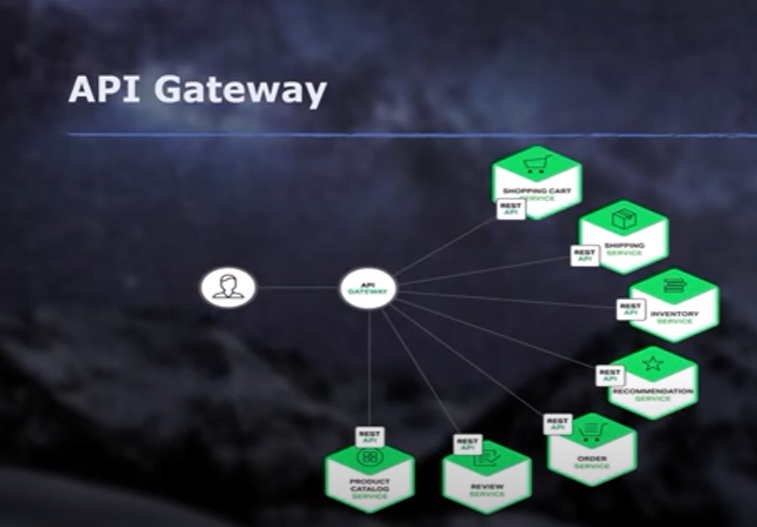 API Gateway
SHOPPING CART
SERVICE
REST
API
SHIPPING
SERVICE
REST
API
API
GATEWAY
INVENTORY
SERVICE
REST
API
RECOMMENDATION
SERVICE
REST
API
ORDER
SERVICE
REST
API
REVIEW
SERVICE
REST
API
PRODUCT
CATALOG
SERVICE
REST
API